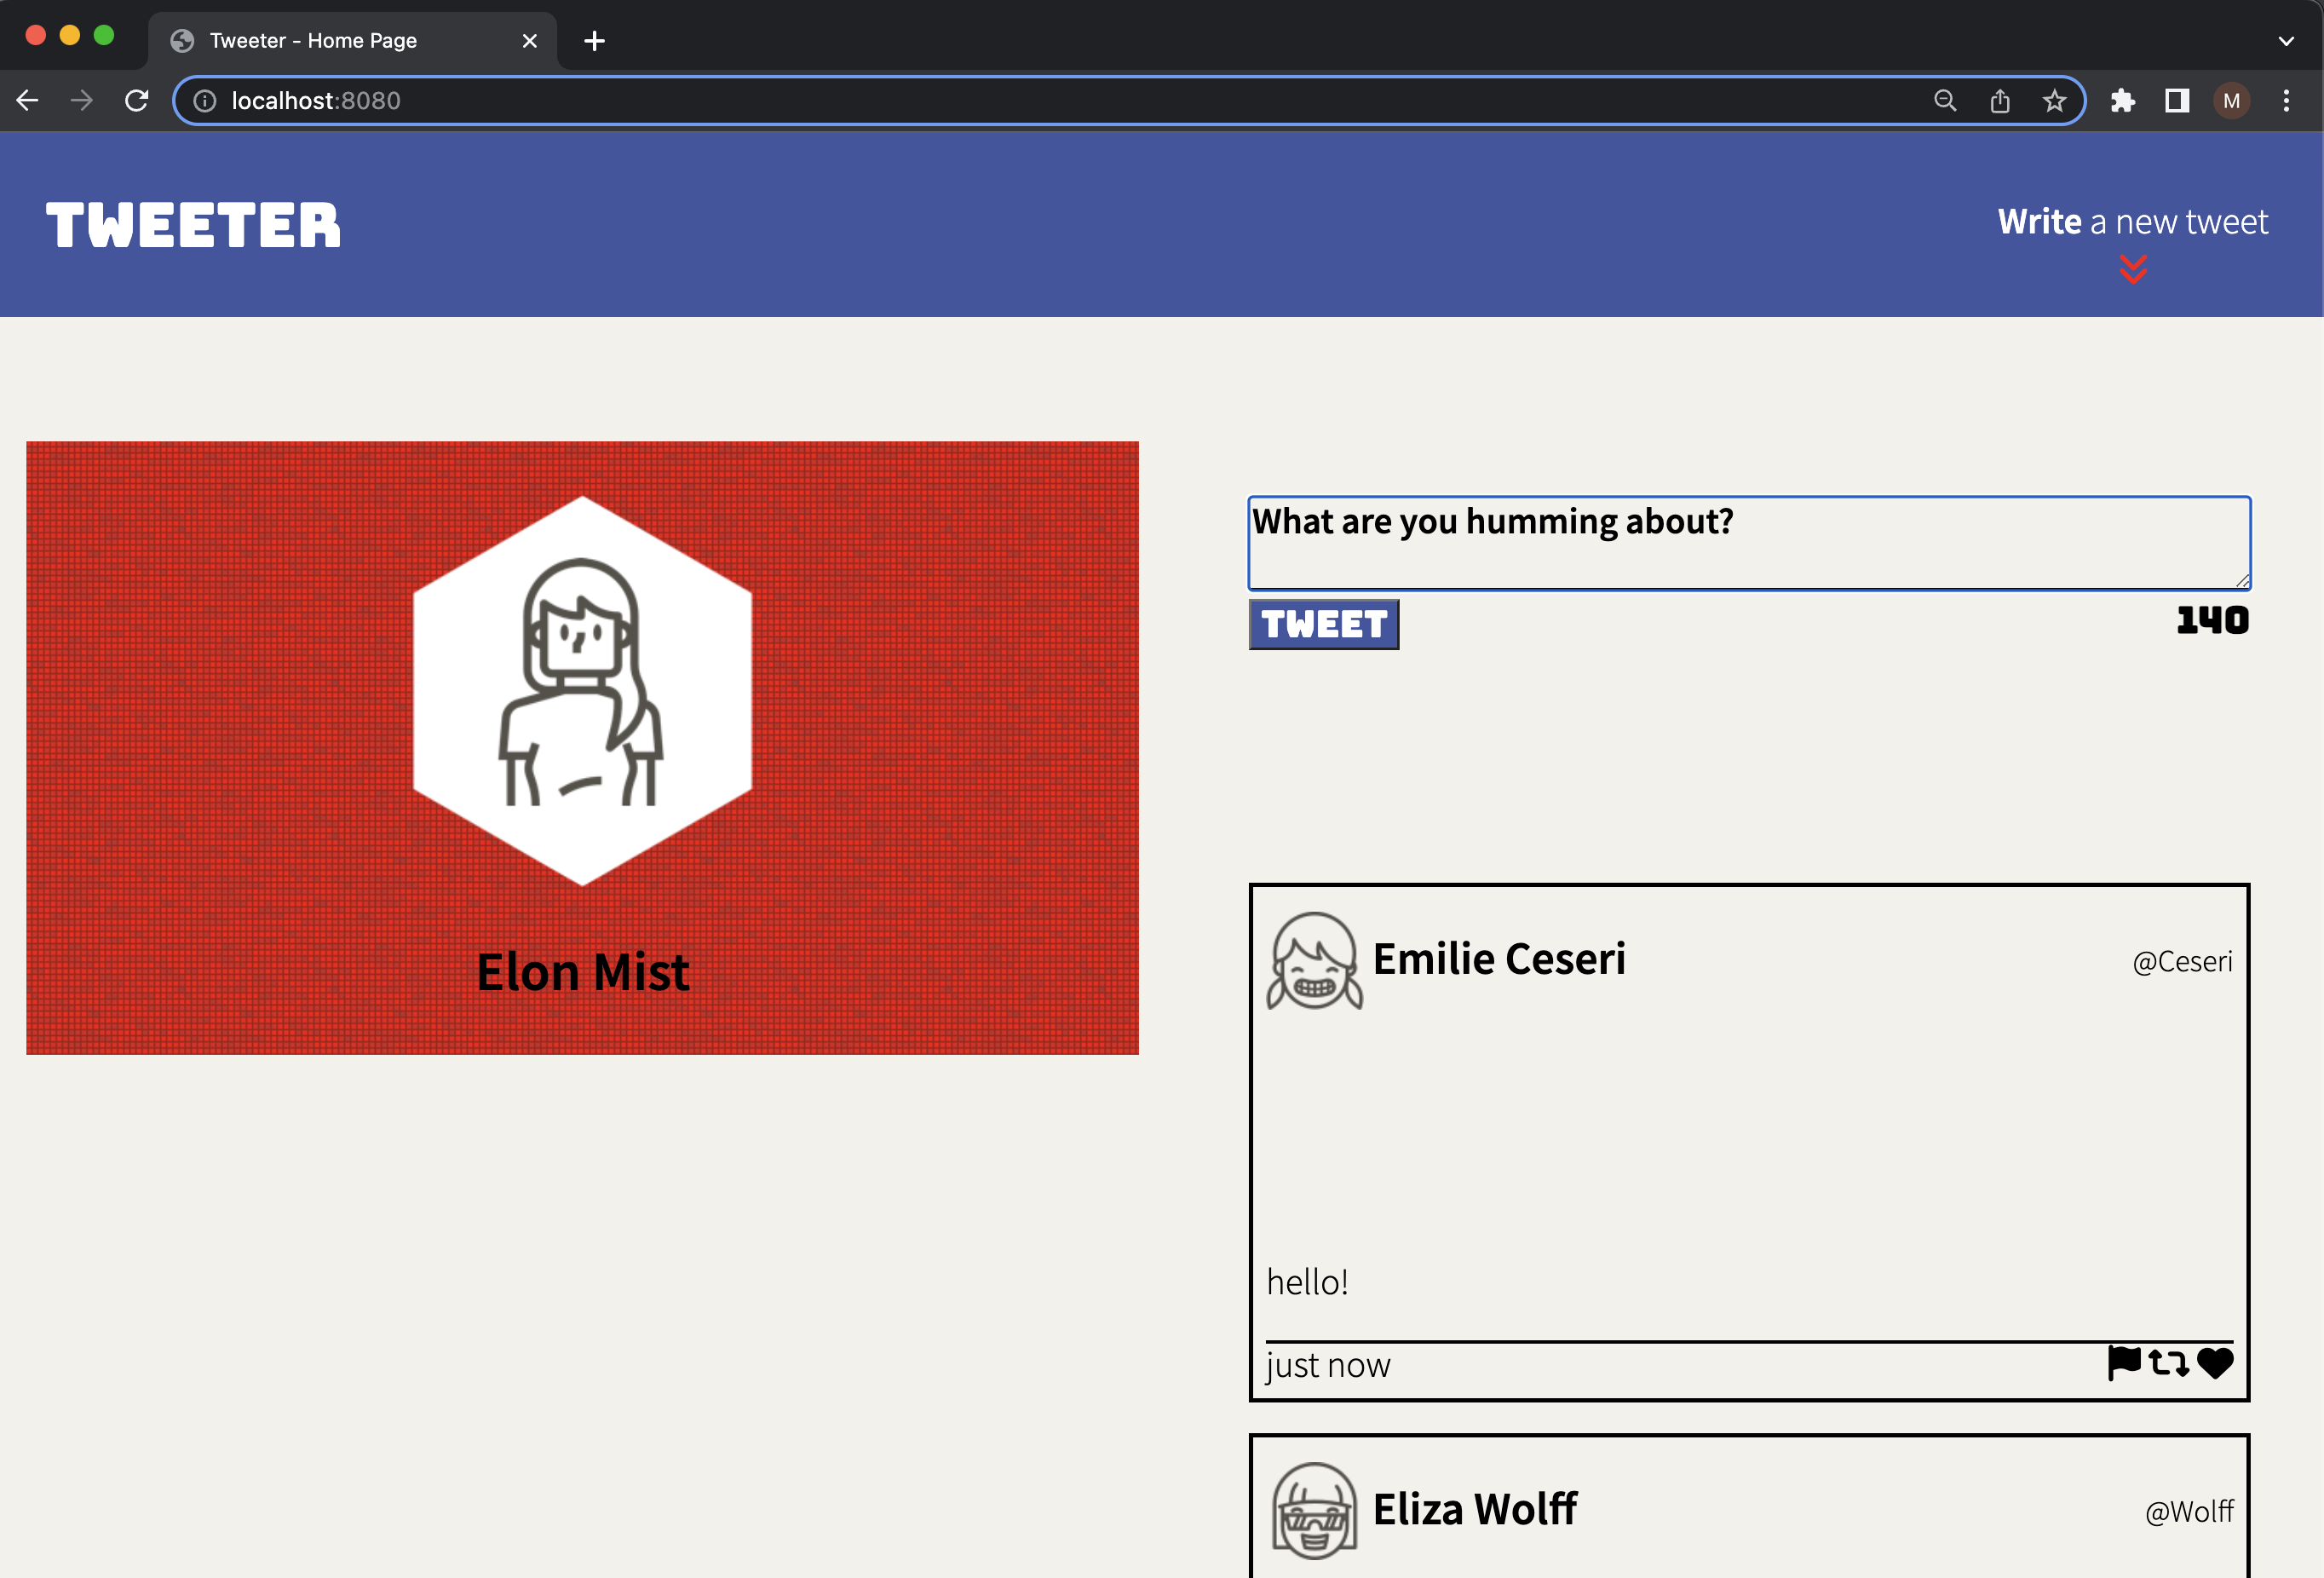 Tweeter - Home Page
localhost:8080
M
TWEETER
Write a new tweet
What are you humming about?
TWEET
140
Elon Mist
Emilie Ceseri
@Ceseri
hello!
just now
Eliza Wolff
@Wolff